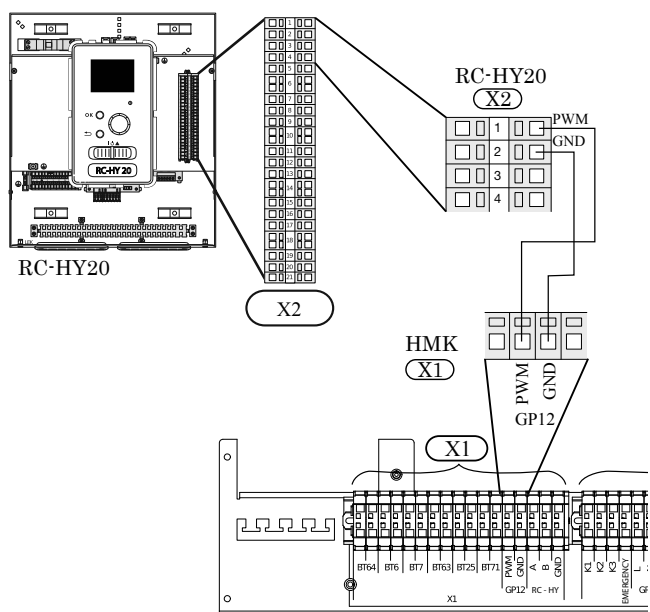 OK
RC-HY 20
LEK
RC-HY20
1
2
3
4
5
6
7
8
9
10
11
12
13
14
15
16
17
18
19
20
21
X2
RC-HY20
X2
1
2
3
4
PWM
GND
HMK
X1
PWM
GND
GP12
X1
BT64 BT6 BT7 BT63 BT25 BT71 PWM GND A B GND
GP12 RC - HY
X1
K1 K2 K3 EMERGENCY L
GP